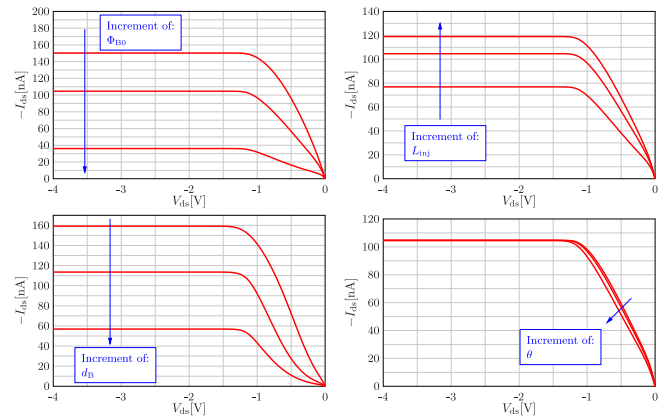 200
180
160
140
120
100
80
60
40
20
0
−I_ds[nA]
Increment of:
Φ_B0
-4 -3 -2 -1 0
V_ds[V]
140
120
100
80
60
40
20
0
−I_ds[nA]
Increment of:
L_inj
-4 -3 -2 -1 0
V_ds[V]
160
140
120
100
80
60
40
20
0
−I_ds[nA]
Increment of:
d_B
-4 -3 -2 -1 0
V_ds[V]
120
100
80
60
40
20
0
−I_ds[nA]
Increment of:
θ
-4 -3 -2 -1 0
V_ds[V]